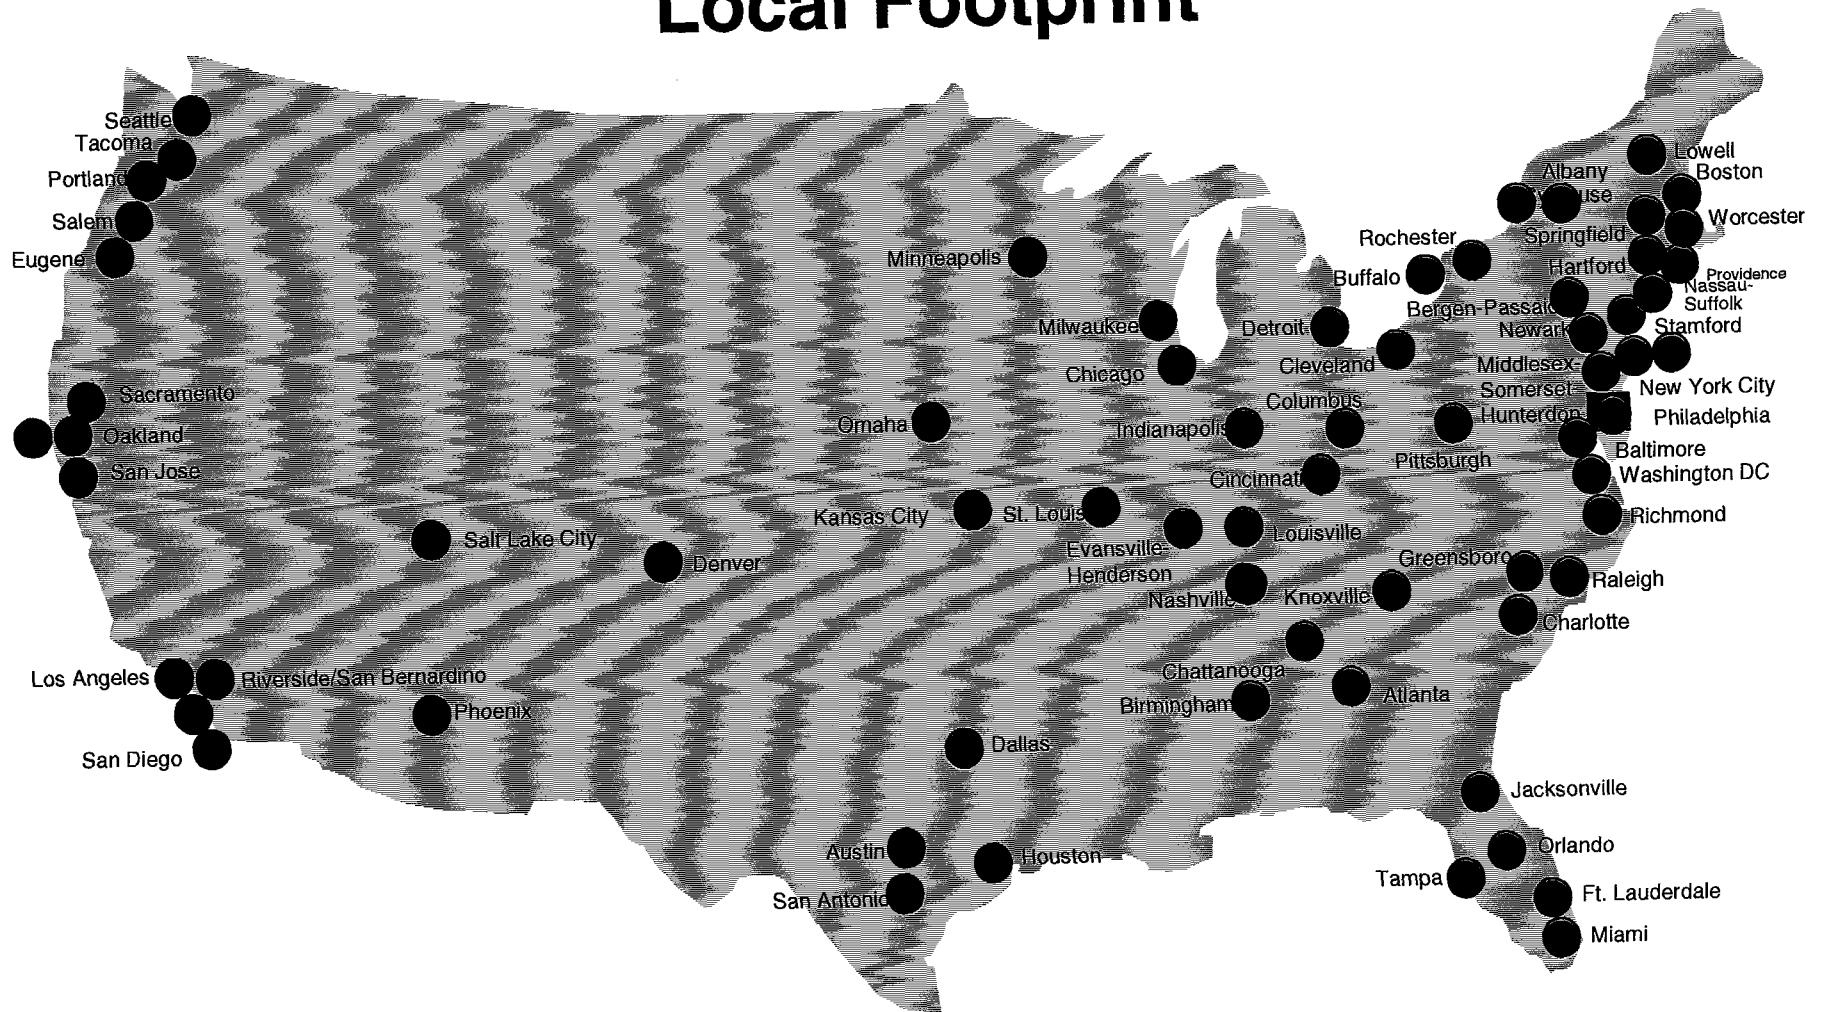 Local Footprint
Seattle
Tacoma
Portland
Salem
Eugene
Sacramento
Oakland
San Jose
Los Angeles
Riverside/San Bernardino
San Diego
Phoenix
Salt Lake City
Denver
Minneapolis
Milwaukee
Chicago
Omaha
Kansas City
St. Louis
Indianapolis
Detroit
Cleveland
Columbus
Cincinnati
Pittsburgh
Evansville-
Henderson
Louisville
Nashville
Knoxville
Chattanooga
Birmingham
Atlanta
Greensboro
Raleigh
Charlotte
Dallas
Austin
San Antonio
Houston
Jacksonville
Orlando
Tampa
Ft. Lauderdale
Miami
Rochester
Buffalo
Albany
Lowell
Boston
Worcester
Springfield
Hartford
Providence
Nassau-
Suffolk
Bergen-Passaic
Newark
Stamford
Middlesex-
Somerset-
Hunterdon
New York City
Philadelphia
Baltimore
Washington DC
Richmond